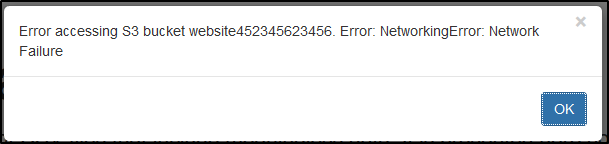 Error accessing S3 bucket website452345623456. Error: NetworkingError: Network
Failure
×
OK